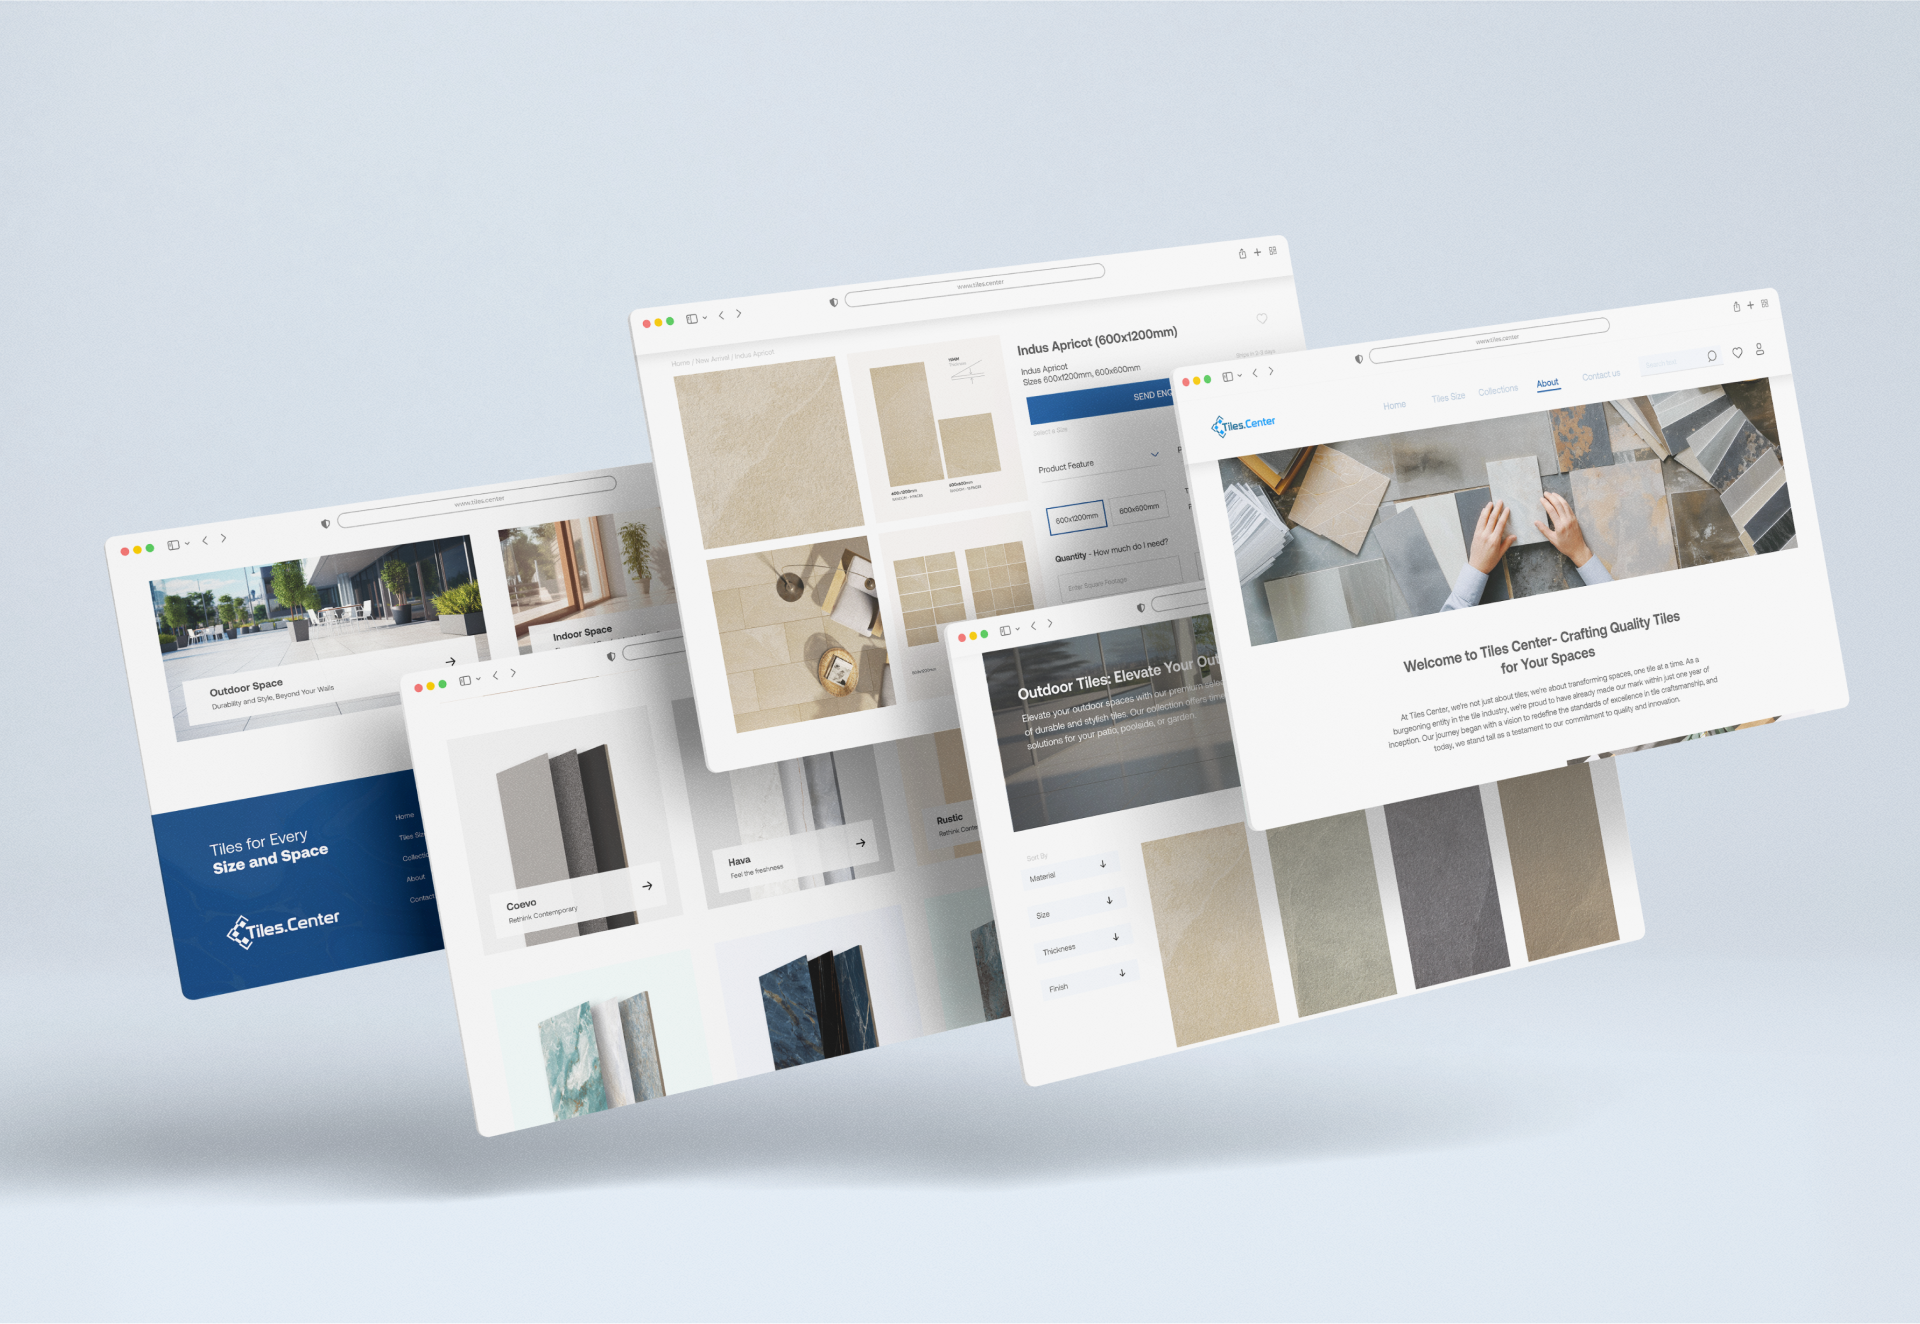 www.tiles.center
Outdoor Space
Durability and Style, Beyond Your Walls
Indoor Space
Tiles for Every
Size and Space
Tiles.Center
Home
Tiles
Collectio
About
Contact
Coevo
Rethink Contemporary
Hava
Feel the freshness
Rustic
Rethink Conte
www.tiles.center
Home / New Arrival / Indus Apricot
600x1200mm
600x600mm
Indus Apricot (600x1200mm)
Indus Apricot
Sizes 600x1200mm, 600x600mm
SEND ENQ
Select a Size
Product Feature
600x1200mm
600x600mm
Quantity - How much do I need?
Enter Square Footage
Outdoor Tiles: Elevate Your Out
Elevate your outdoor spaces with our premium selec
of durable and stylish tiles. Our collection offers time
solutions for your patio, poolside, or garden.
Sort By
Material
Size
Thickness
Finish
www.tiles.center
Tiles.Center
Home
Tiles Size
Collections
About
Contact us
Welcome to Tiles Center- Crafting Quality Tiles
for Your Spaces
At Tiles Center, we're not just about tiles; we're about transforming spaces, one tile at a time. As a
burgeoning entity in the tile industry, we're proud to have already made our mark within just one year of
inception. Our journey began with a vision to redefine the standards of excellence in tile craftsmanship, and
today, we stand tall as a testament to our commitment to quality and innovation.